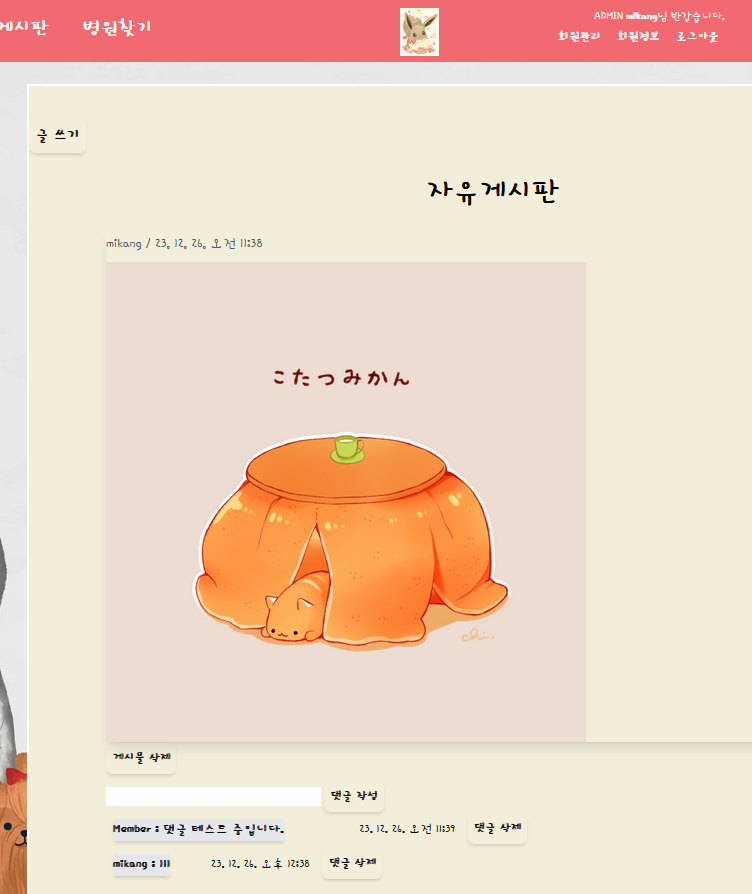 게시판 병원찾기
ADMIN mikang님 반갑습니다.
회원관리 회원정보 로그아웃
글 쓰기
자유게시판
mikang / 23. 12. 26. 오전 11:38
こたつみかん
chi.
게시물 삭제
댓글 작성
Member : 댓글 테스트 중입니다. 23. 12. 26. 오전 11:39 댓글 삭제
mikang : ㅔㅔ 23. 12. 26. 오후 12:38 댓글 삭제